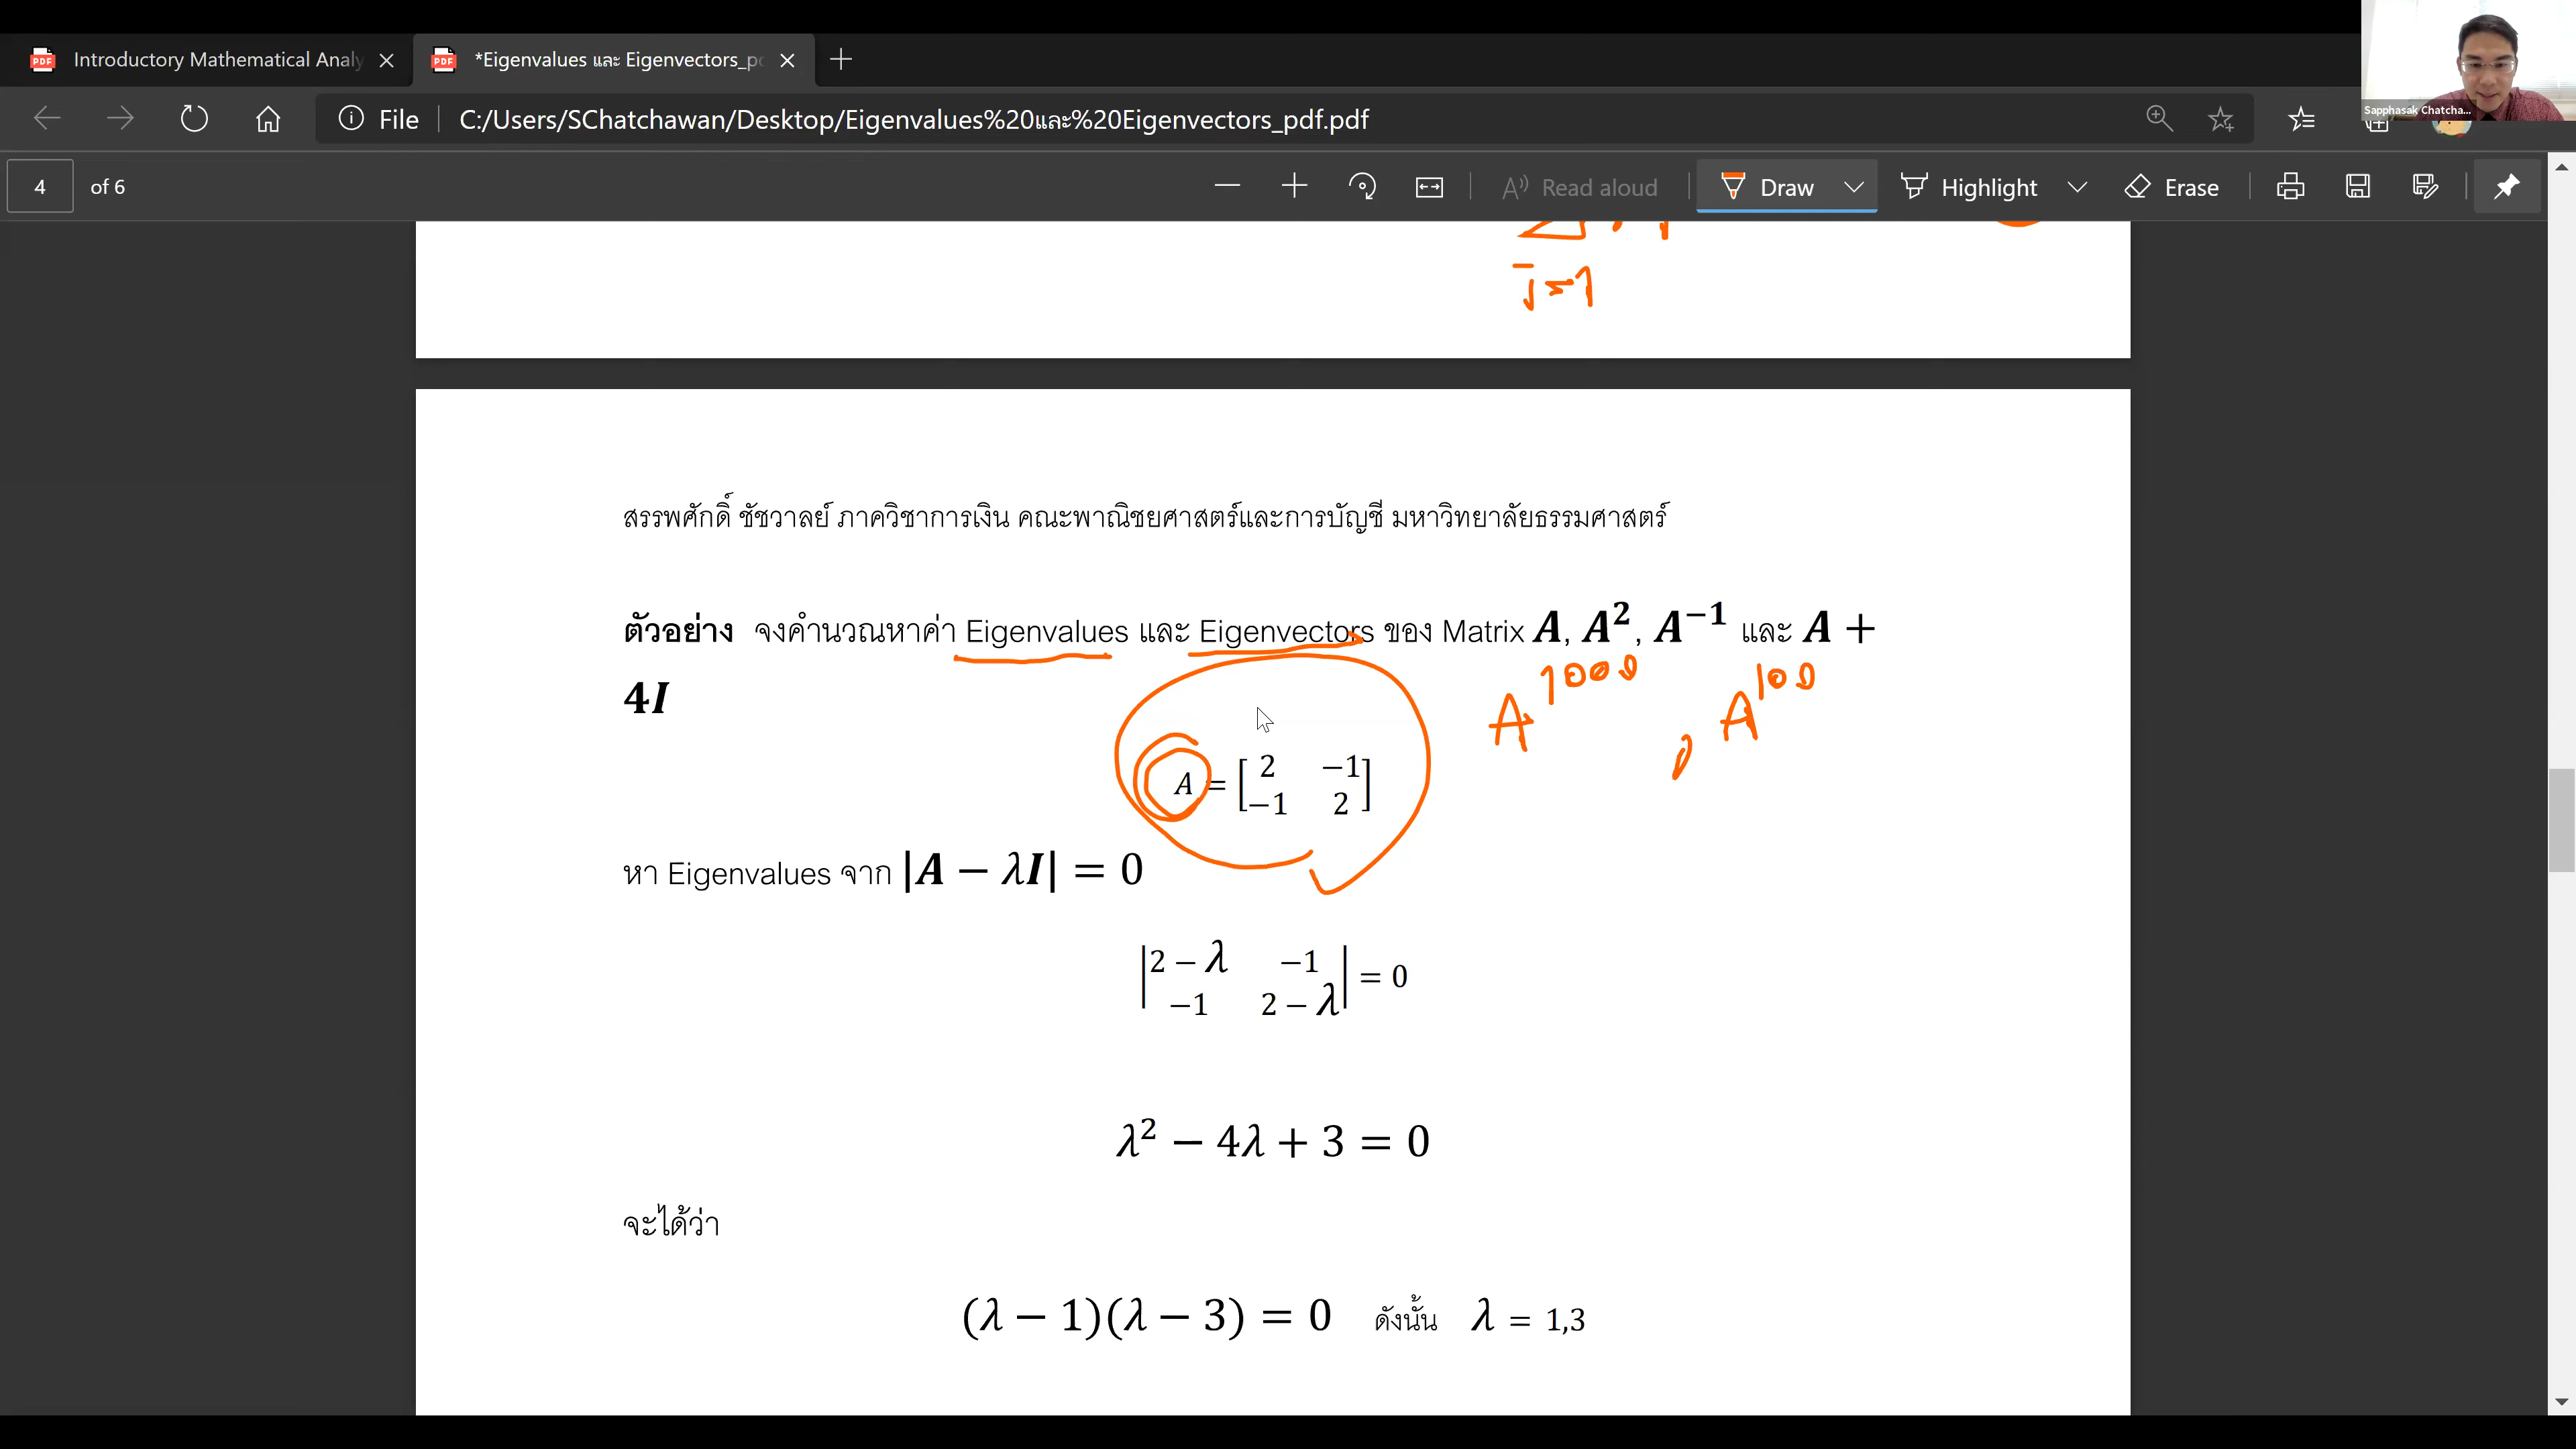 Introductory Mathematical Analy
*Eigenvalues และ Eigenvectors_p
Sapphasak Chatcha...
File
C:/Users/SChatchawan/Desktop/Eigenvalues%20และ%20Eigenvectors_pdf.pdf
4 of 6
Read aloud
Draw
Highlight
Erase
i=1
สรรพศักดิ์ ชัชวาลย์ ภาควิชาการเงิน คณะพาณิชยศาสตร์และการบัญชี มหาวิทยาลัยธรรมศาสตร์
ตัวอย่าง จงคำนวณหาค่า Eigenvalues และ Eigenvectors ของ Matrix A, A², A⁻¹ และ A +
4I
A¹⁰⁰⁰ , A¹⁰⁰
A = [2 −1
−1 2]
หา Eigenvalues จาก |A − λI| = 0
|2 − λ −1
−1 2 − λ| = 0
λ² − 4λ + 3 = 0
จะได้ว่า
(λ − 1)(λ − 3) = 0 ดังนั้น λ = 1,3